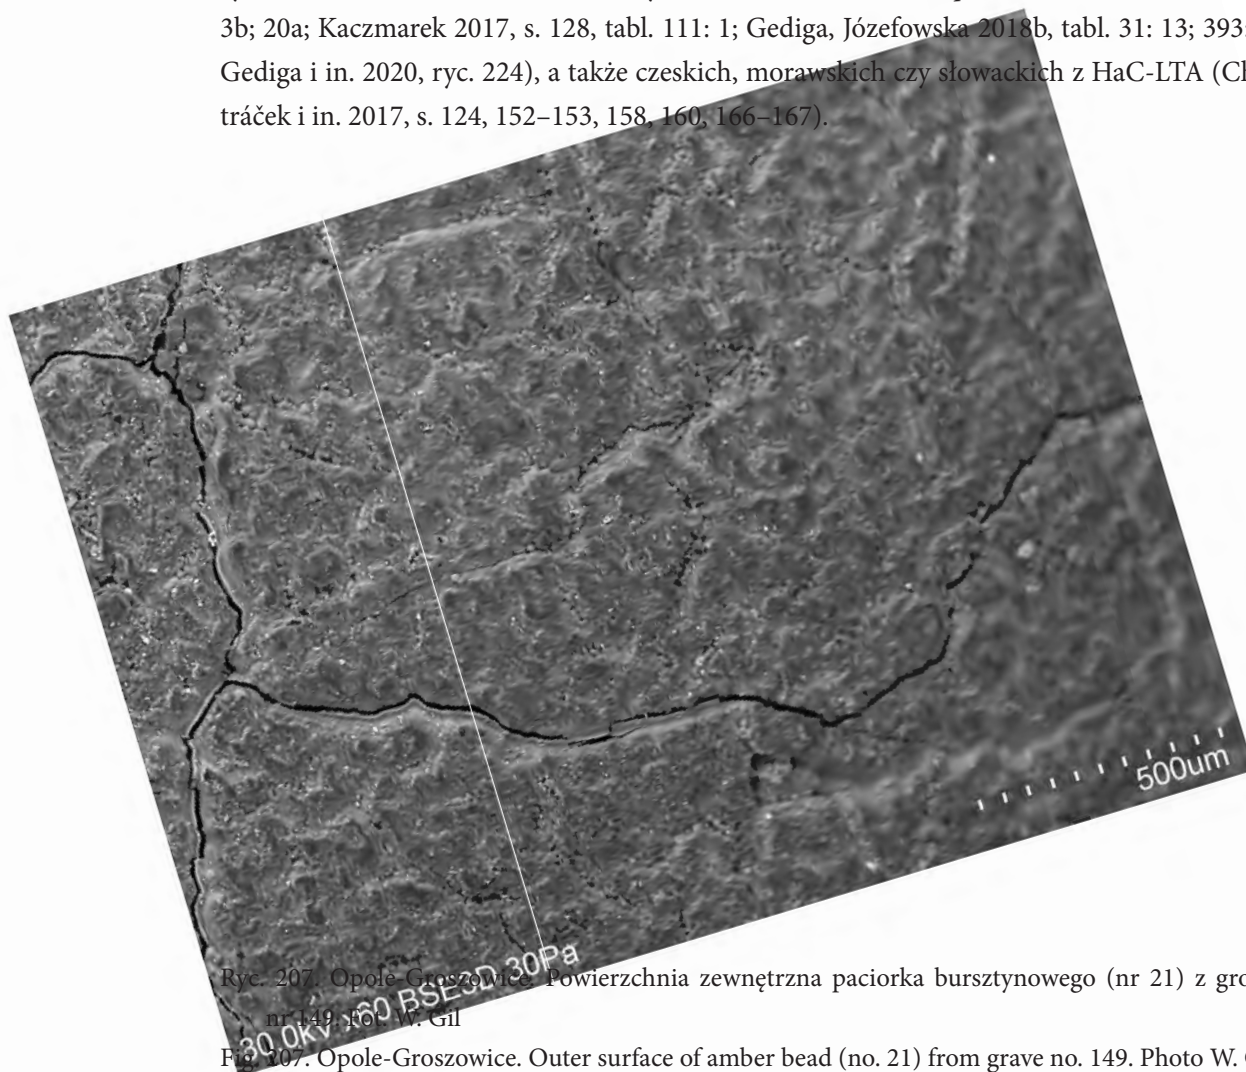 3b; 20a; Kaczmarek 2017, s. 128, tabl. 111: 1; Gediga, Józefowska 2018b, tabl. 31: 13; 393:
Gediga i in. 2020, ryc. 224), a także czeskich, morawskich czy słowackich z HaC-LTA (Ch
tráček i in. 2017, s. 124, 152–153, 158, 160, 166–167).
500um
30.0kV x60 BSE3D 30Pa
Ryc. 207. Opole-Groszowice. Powierzchnia zewnętrzna paciorka bursztynowego (nr 21) z gro
nr 149. Fot. W. Gil
Fig. 207. Opole-Groszowice. Outer surface of amber bead (no. 21) from grave no. 149. Photo W.